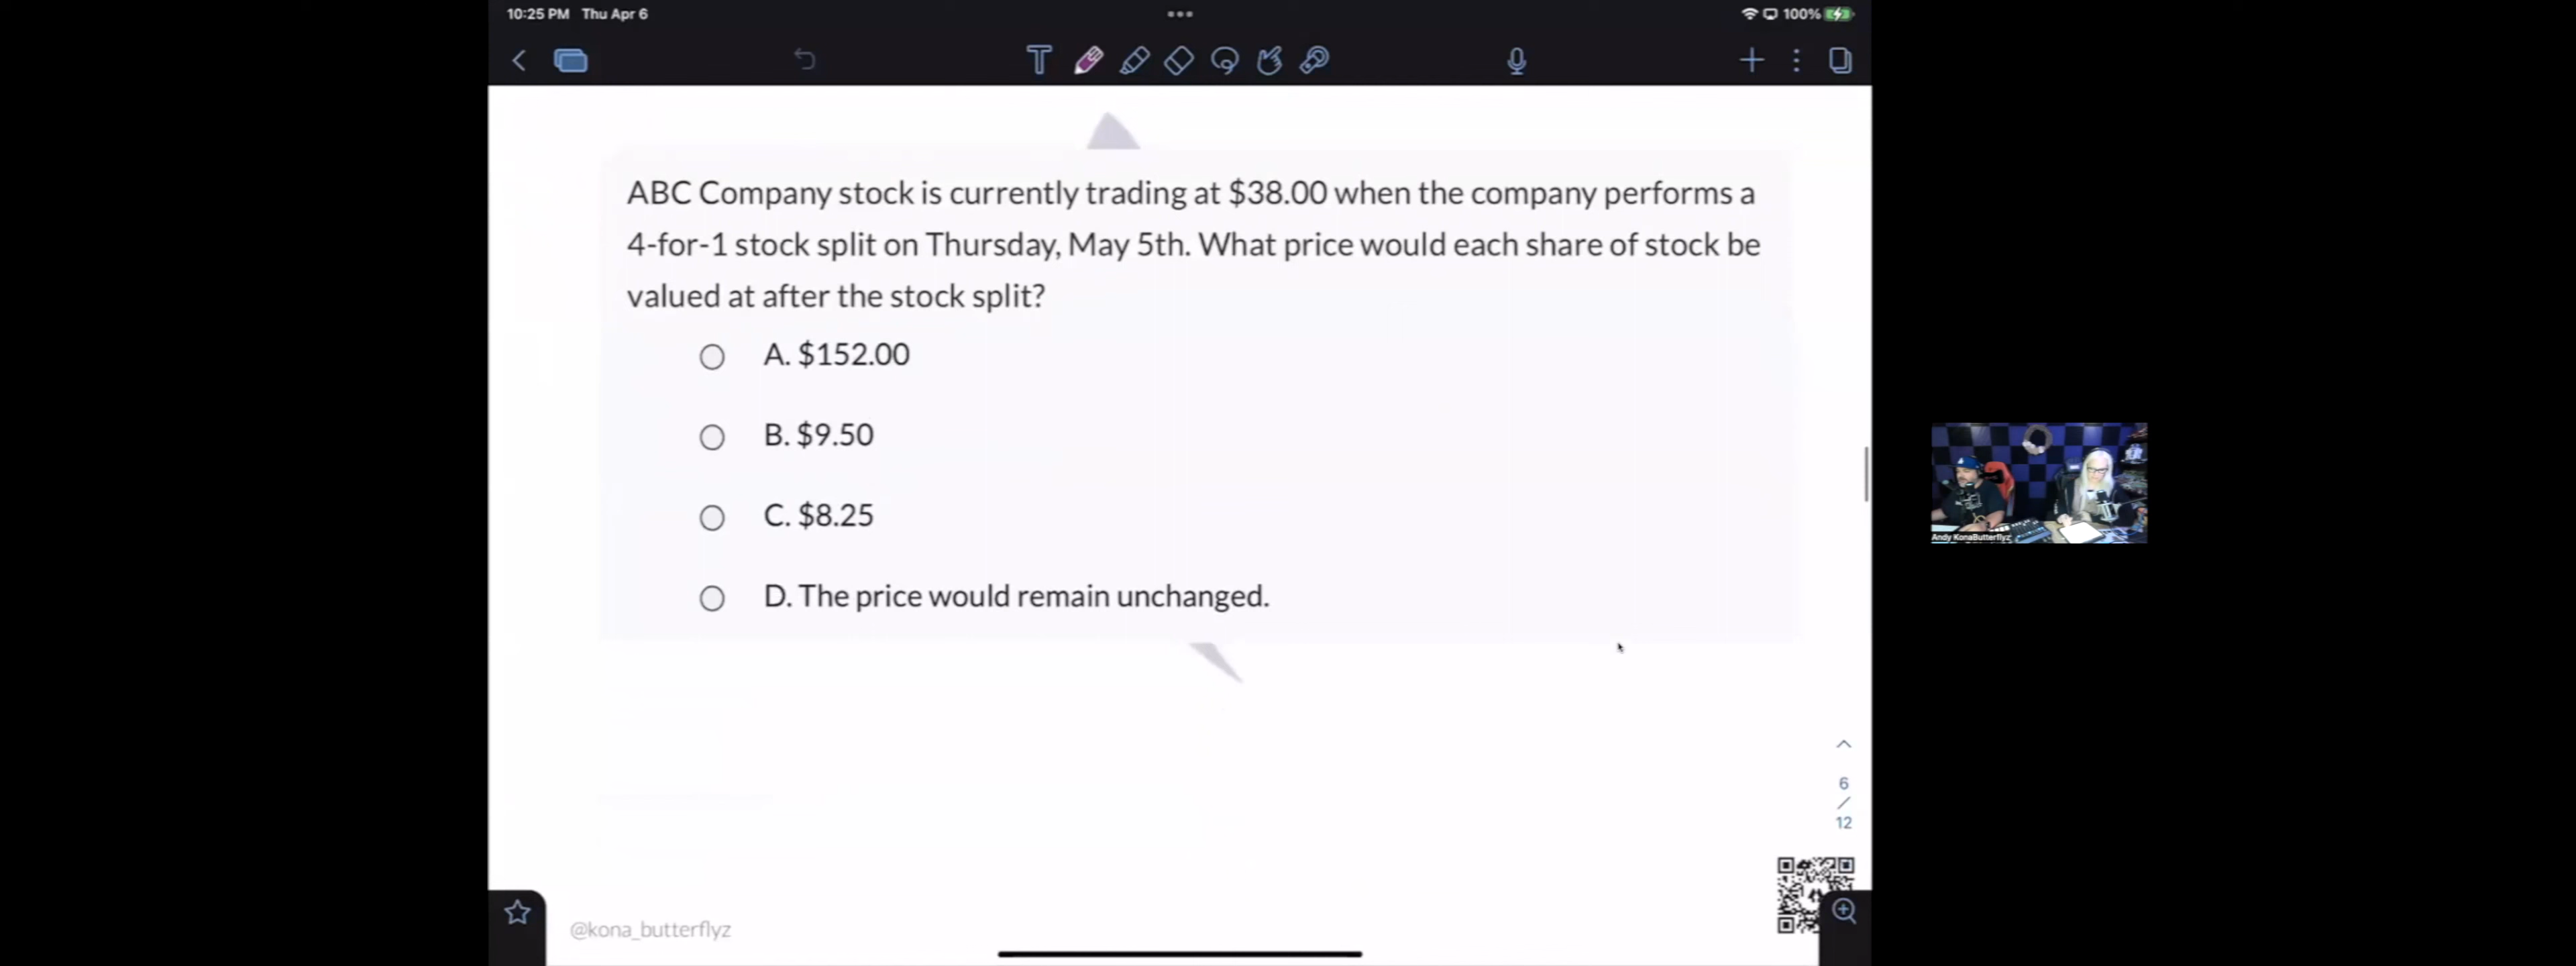 10:25 PM Thu Apr 6
100%
ABC Company stock is currently trading at $38.00 when the company performs a
4-for-1 stock split on Thursday, May 5th. What price would each share of stock be
valued at after the stock split?
A. $152.00
B. $9.50
C. $8.25
D. The price would remain unchanged.
Andy KonaButterflyz
6
/
12
@kona_butterflyz